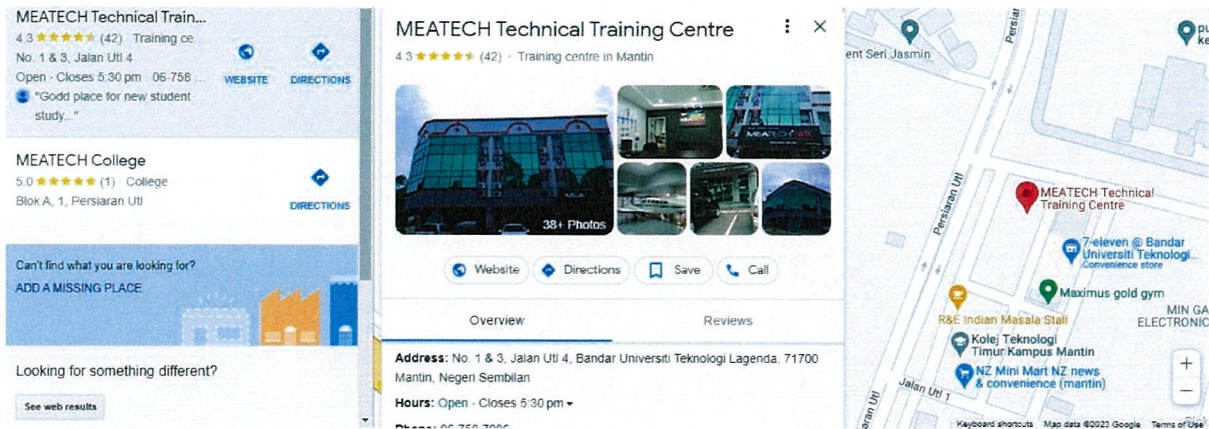 MEATECH Technical Train...
4.3 (42) · Training ce...
No. 1 & 3, Jalan Utl 4
Open · Closes 5:30 pm · 06-758 ...
"Godd place for new student
study..."
WEBSITE
DIRECTIONS
MEATECH College
5.0 (1) · College
Blok A, 1, Persiaran Utl
DIRECTIONS
Can't find what you are looking for?
ADD A MISSING PLACE
Looking for something different?
See web results
MEATECH Technical Training Centre
4.3 (42) · Training centre in Mantin
MEATECH
38+ Photos
Website
Directions
Save
Call
Overview
Reviews
Address: No. 1 & 3, Jalan Utl 4, Bandar Universiti Teknologi Lagenda, 71700
Mantin, Negeri Sembilan
Hours: Open · Closes 5:30 pm
ent Seri Jasmin
Persiaran Utl
MEATECH Technical
Training Centre
7-eleven @ Bandar
Universiti Teknologi...
Convenience store
Maximus gold gym
R&E Indian Masala Stall
MIN GA
ELECTRONIC
Kolej Teknologi
Timur Kampus Mantin
NZ Mini Mart NZ news
& convenience (mantin)
Jalan Utl 1
Keyboard shortcuts
Map data ©2023 Google
Terms of Use